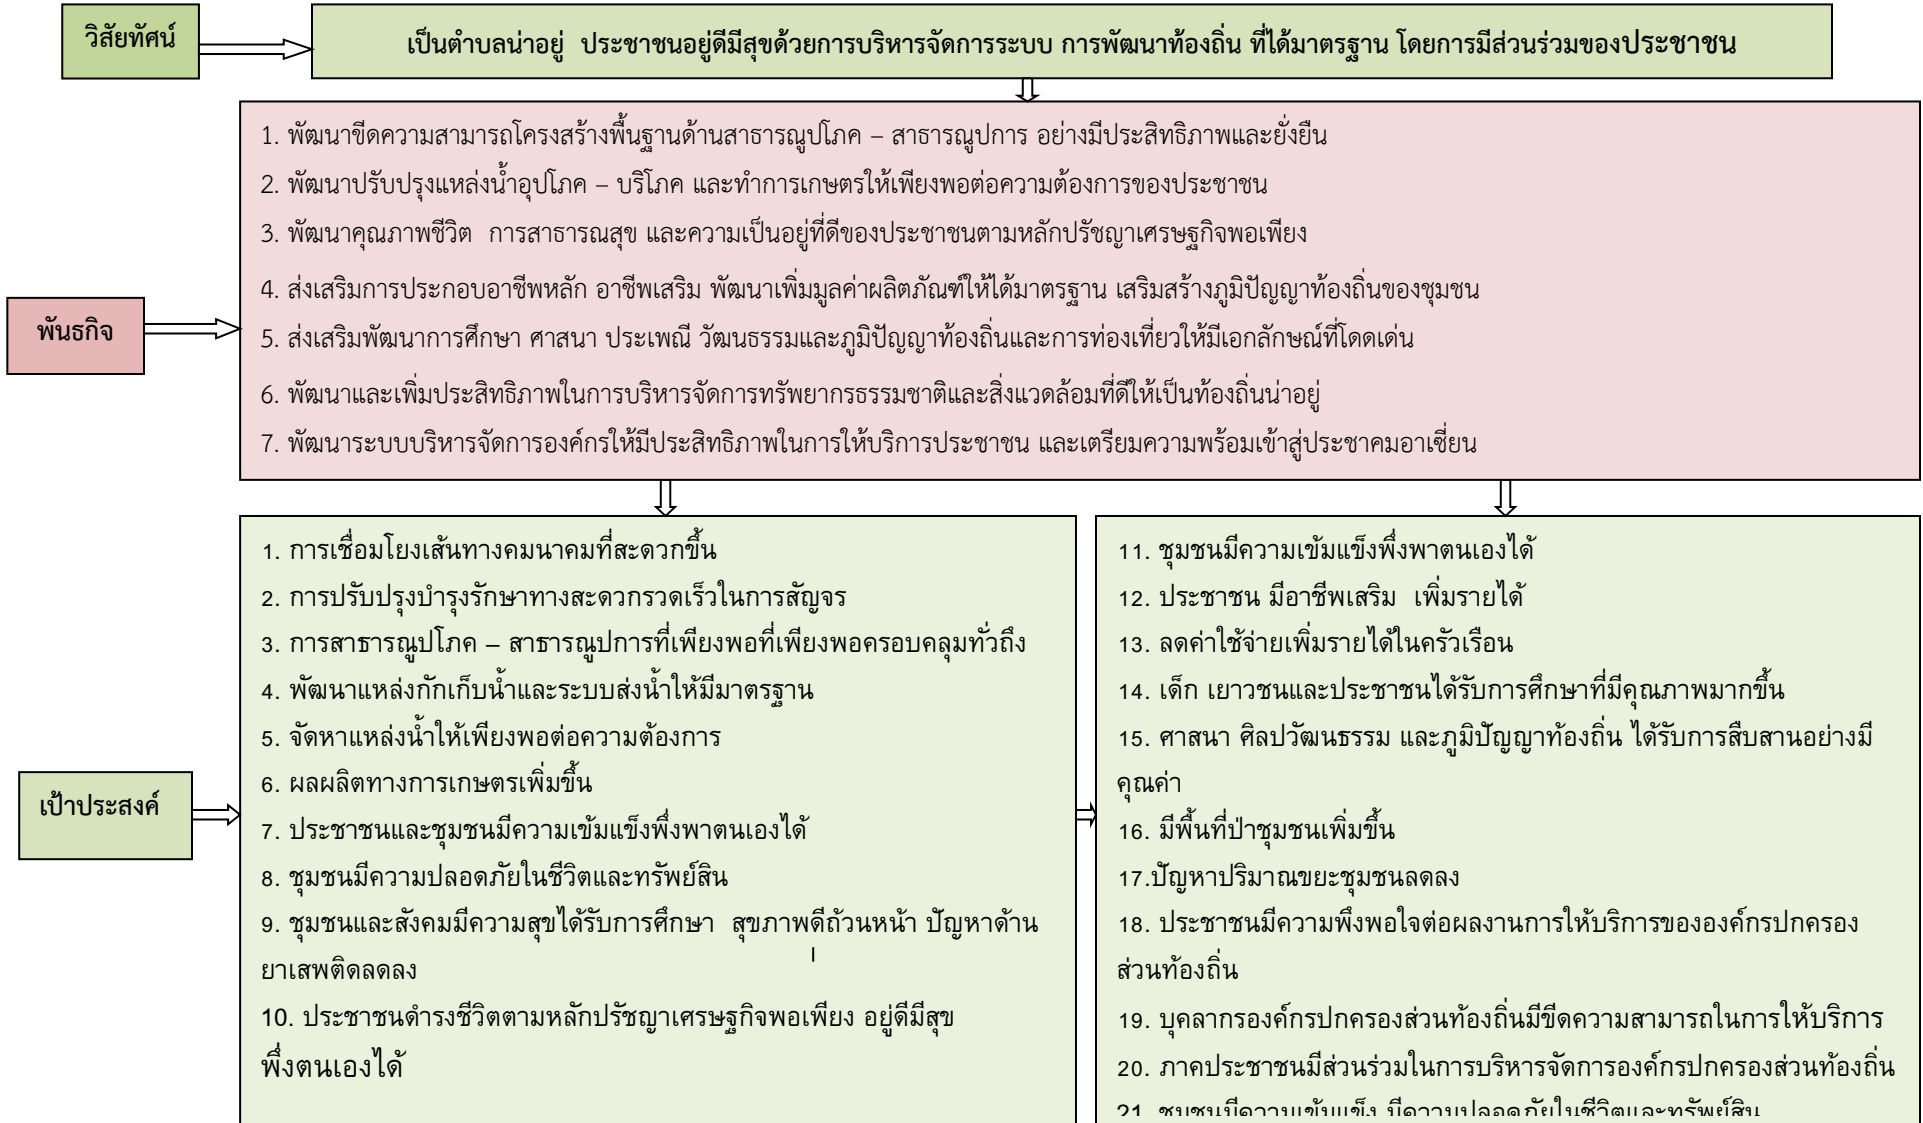 วิสัยทัศน์
เป็นตำบลน่าอยู่ ประชาชนอยู่ดีมีสุขด้วยการบริหารจัดการระบบ การพัฒนาท้องถิ่น ที่ได้มาตรฐาน โดยการมีส่วนร่วมของประชาชน
พันธกิจ
1. พัฒนาขีดความสามารถโครงสร้างพื้นฐานด้านสาธารณูปโภค – สาธารณูปการ อย่างมีประสิทธิภาพและยั่งยืน
2. พัฒนาปรับปรุงแหล่งน้ำอุปโภค – บริโภค และทำการเกษตรให้เพียงพอต่อความต้องการของประชาชน
3. พัฒนาคุณภาพชีวิต การสาธารณสุข และความเป็นอยู่ที่ดีของประชาชนตามหลักปรัชญาเศรษฐกิจพอเพียง
4. ส่งเสริมการประกอบอาชีพหลัก อาชีพเสริม พัฒนาเพิ่มมูลค่าผลิตภัณฑ์ให้ได้มาตรฐาน เสริมสร้างภูมิปัญญาท้องถิ่นของชุมชน
5. ส่งเสริมพัฒนาการศึกษา ศาสนา ประเพณี วัฒนธรรมและภูมิปัญญาท้องถิ่นและการท่องเที่ยวให้มีเอกลักษณ์ที่โดดเด่น
6. พัฒนาและเพิ่มประสิทธิภาพในการบริหารจัดการทรัพยากรธรรมชาติและสิ่งแวดล้อมที่ดีให้เป็นท้องถิ่นน่าอยู่
7. พัฒนาระบบบริหารจัดการองค์กรให้มีประสิทธิภาพในการให้บริการประชาชน และเตรียมความพร้อมเข้าสู่ประชาคมอาเซี่ยน
เป้าประสงค์
1. การเชื่อมโยงเส้นทางคมนาคมที่สะดวกขึ้น
2. การปรับปรุงบำรุงรักษาทางสะดวกรวดเร็วในการสัญจร
3. การสาธารณูปโภค – สาธารณูปการที่เพียงพอที่เพียงพอครอบคลุมทั่วถึง
4. พัฒนาแหล่งกักเก็บน้ำและระบบส่งน้ำให้มีมาตรฐาน
5. จัดหาแหล่งน้ำให้เพียงพอต่อความต้องการ
6. ผลผลิตทางการเกษตรเพิ่มขึ้น
7. ประชาชนและชุมชนมีความเข้มแข็งพึ่งพาตนเองได้
8. ชุมชนมีความปลอดภัยในชีวิตและทรัพย์สิน
9. ชุมชนและสังคมมีความสุขได้รับการศึกษา สุขภาพดีถ้วนหน้า ปัญหาด้าน
ยาเสพติดลดลง
10. ประชาชนดำรงชีวิตตามหลักปรัชญาเศรษฐกิจพอเพียง อยู่ดีมีสุข
พึ่งตนเองได้
11. ชุมชนมีความเข้มแข็งพึ่งพาตนเองได้
12. ประชาชน มีอาชีพเสริม เพิ่มรายได้
13. ลดค่าใช้จ่ายเพิ่มรายได้ในครัวเรือน
14. เด็ก เยาวชนและประชาชนได้รับการศึกษาที่มีคุณภาพมากขึ้น
15. ศาสนา ศิลปวัฒนธรรม และภูมิปัญญาท้องถิ่น ได้รับการสืบสานอย่างมี
คุณค่า
16. มีพื้นที่ป่าชุมชนเพิ่มขึ้น
17.ปัญหาปริมาณขยะชุมชนลดลง
18. ประชาชนมีความพึงพอใจต่อผลงานการให้บริการขององค์กรปกครอง
ส่วนท้องถิ่น
19. บุคลากรองค์กรปกครองส่วนท้องถิ่นมีขีดความสามารถในการให้บริการ
20. ภาคประชาชนมีส่วนร่วมในการบริหารจัดการองค์กรปกครองส่วนท้องถิ่น
21. ชุมชนมีความเข้มแข็ง มีความปลอดภัยในชีวิตและทรัพย์สิน